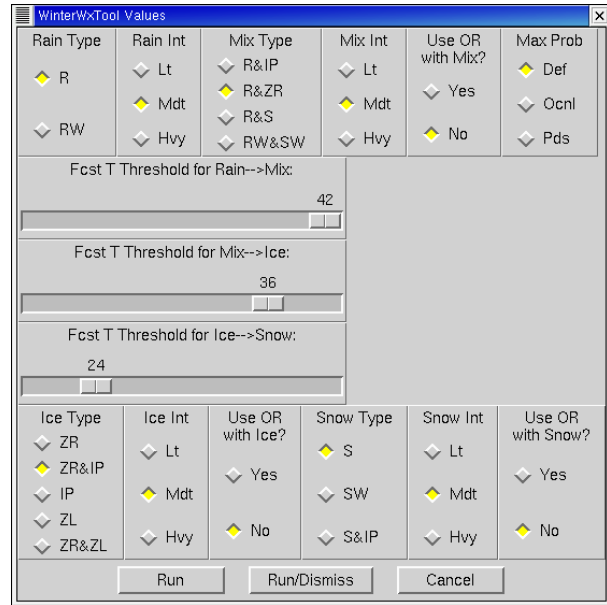 WinterWxTool Values
Rain Type
R
RW
Rain Int
Lt
Mdt
Hvy
Mix Type
R&IP
R&ZR
R&S
RW&SW
Mix Int
Lt
Mdt
Hvy
Use OR
with Mix?
Yes
No
Max Prob
Def
Ocnl
Pds
Fcst T Threshold for Rain-->Mix:
42
Fcst T Threshold for Mix-->Ice:
36
Fcst T Threshold for Ice-->Snow:
24
Ice Type
ZR
ZR&IP
IP
ZL
ZR&ZL
Ice Int
Lt
Mdt
Hvy
Use OR
with Ice?
Yes
No
Snow Type
S
SW
S&IP
Snow Int
Lt
Mdt
Hvy
Use OR
with Snow?
Yes
No
Run
Run/Dismiss
Cancel